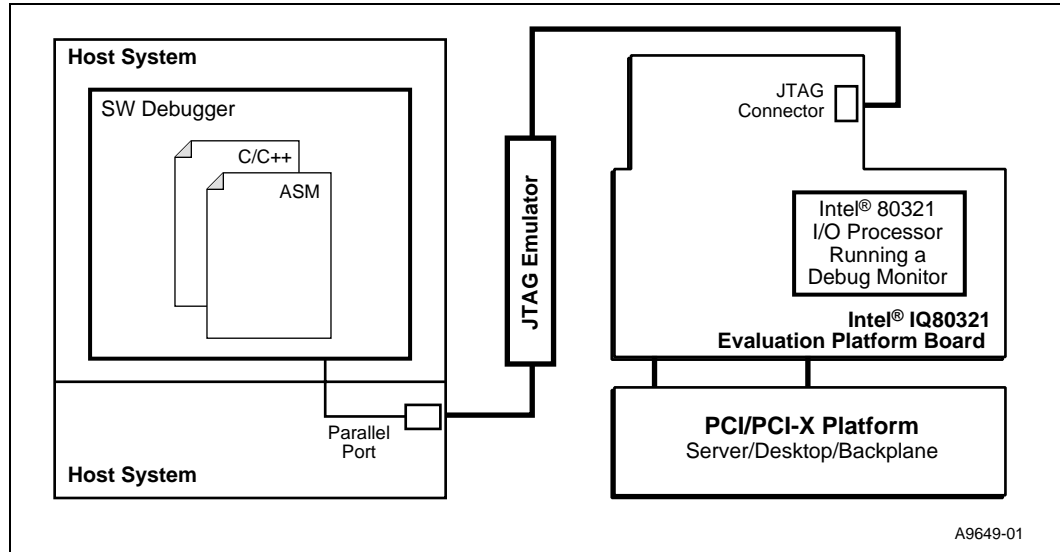 Host System
SW Debugger
C/C++
ASM
Parallel
Port
Host System
JTAG Emulator
JTAG
Connector
Intel® 80321
I/O Processor
Running a
Debug Monitor
Intel® IQ80321
Evaluation Platform Board
PCI/PCI-X Platform
Server/Desktop/Backplane
A9649-01